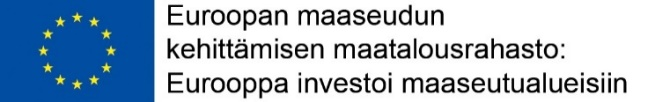 Euroopan maaseudun
kehittämisen maatalousrahasto:
Eurooppa investoi maaseutualueisiin